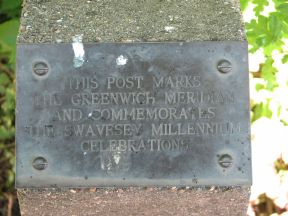 THIS POST MARKS
THE GREENWICH MERIDIAN
AND COMMEMORATES
THE SWAVESEY MILLENNIUM
CELEBRATIONS